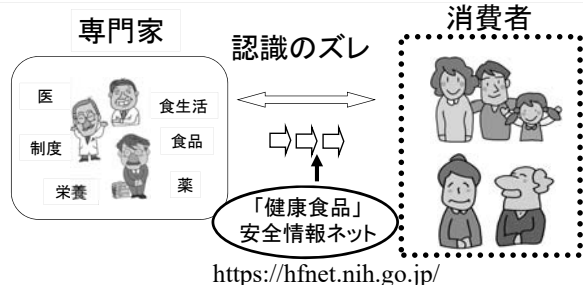 専門家
認識のズレ
消費者
医
食生活
制度
食品
栄養
薬
「健康食品」
安全情報ネット
https://hfnet.nih.go.jp/